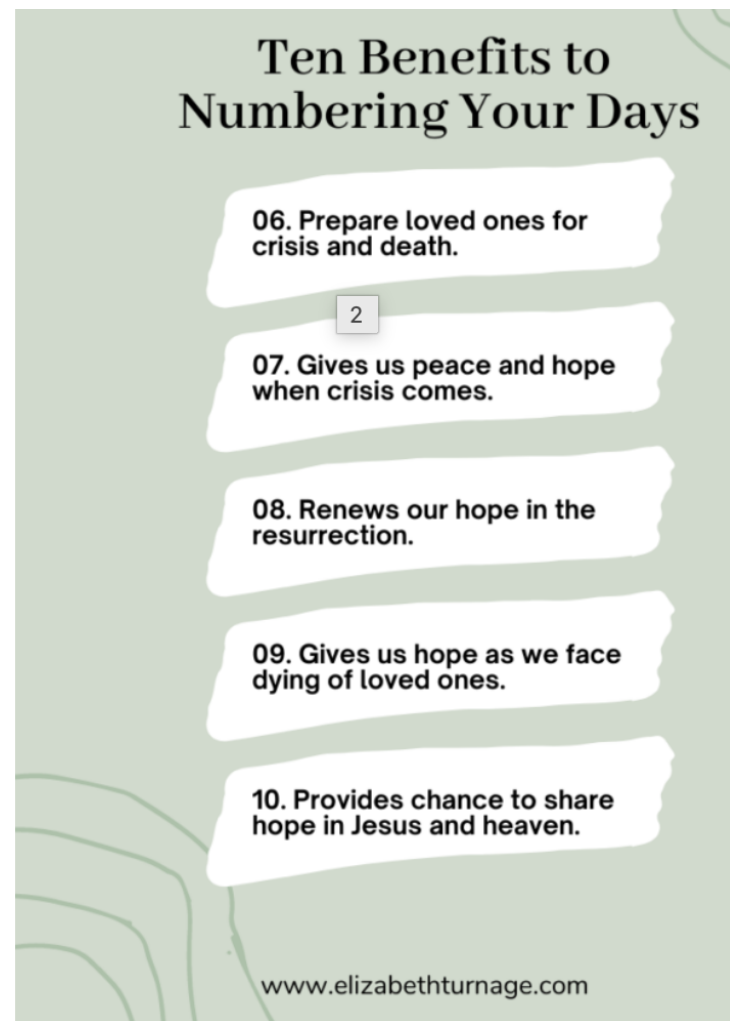 Ten Benefits to
Numbering Your Days
06. Prepare loved ones for
crisis and death.
2
07. Gives us peace and hope
when crisis comes.
08. Renews our hope in the
resurrection.
09. Gives us hope as we face
dying of loved ones.
10. Provides chance to share
hope in Jesus and heaven.
www.elizabethturnage.com